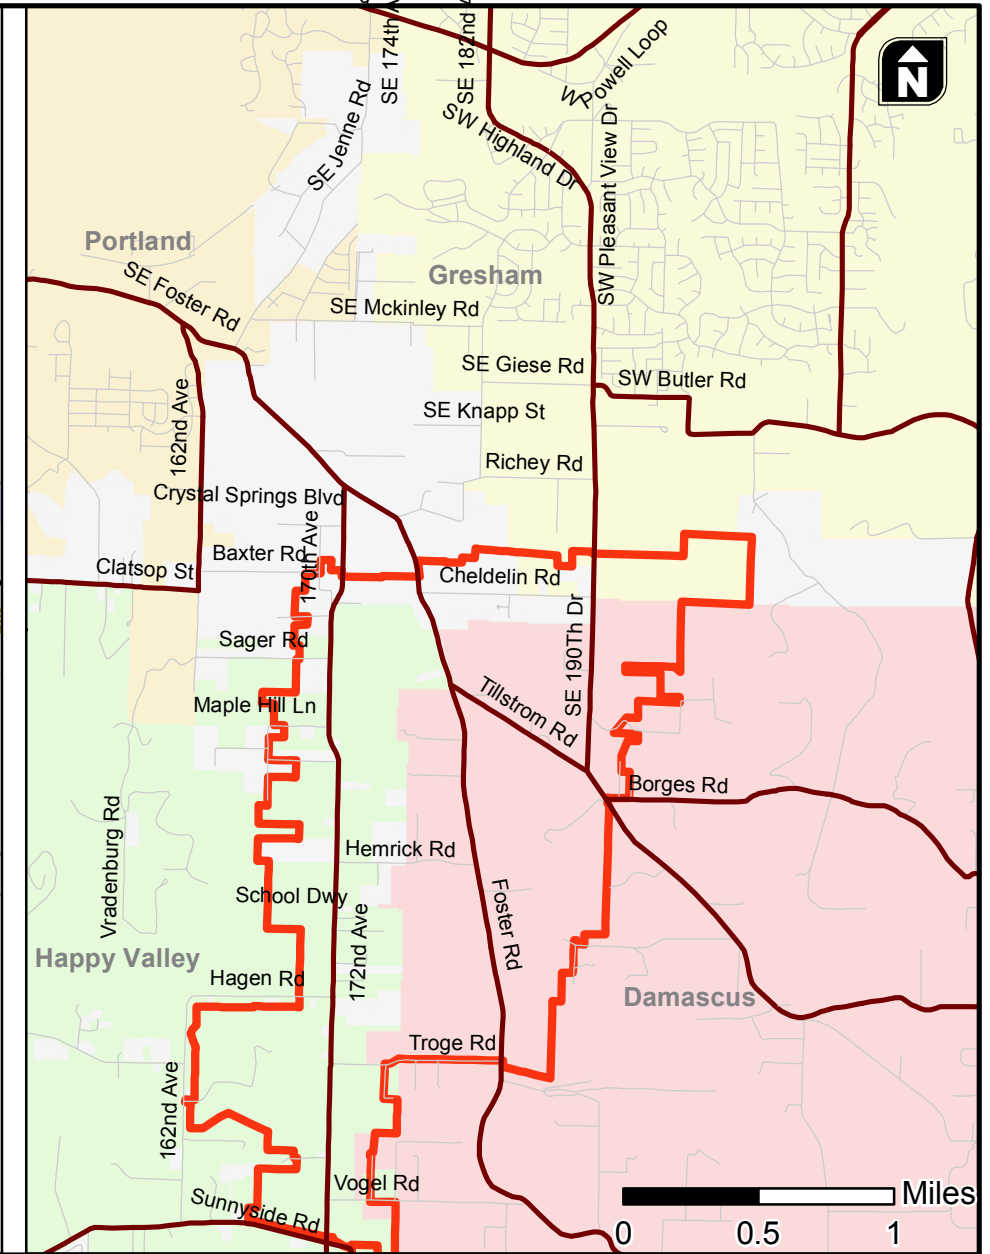 SE 174th A
SE 182nd A
W Powell Loop
N
SE Jenne Rd
SW Highland Dr
SW Pleasant View Dr
Portland
SE Foster Rd
Gresham
SE Mckinley Rd
SE Giese Rd
SW Butler Rd
162nd Ave
SE Knapp St
Richey Rd
Crystal Springs Blvd
170th Ave
Baxter Rd
Clatsop St
Cheldelin Rd
SE 190Th Dr
Sager Rd
Maple Hill Ln
Tillstrom Rd
Borges Rd
Vradenburg Rd
Hemrick Rd
School Dwy
Foster Rd
172nd Ave
Happy Valley
Hagen Rd
Damascus
Troge Rd
162nd Ave
Vogel Rd
Sunnyside Rd
Miles
0 0.5 1